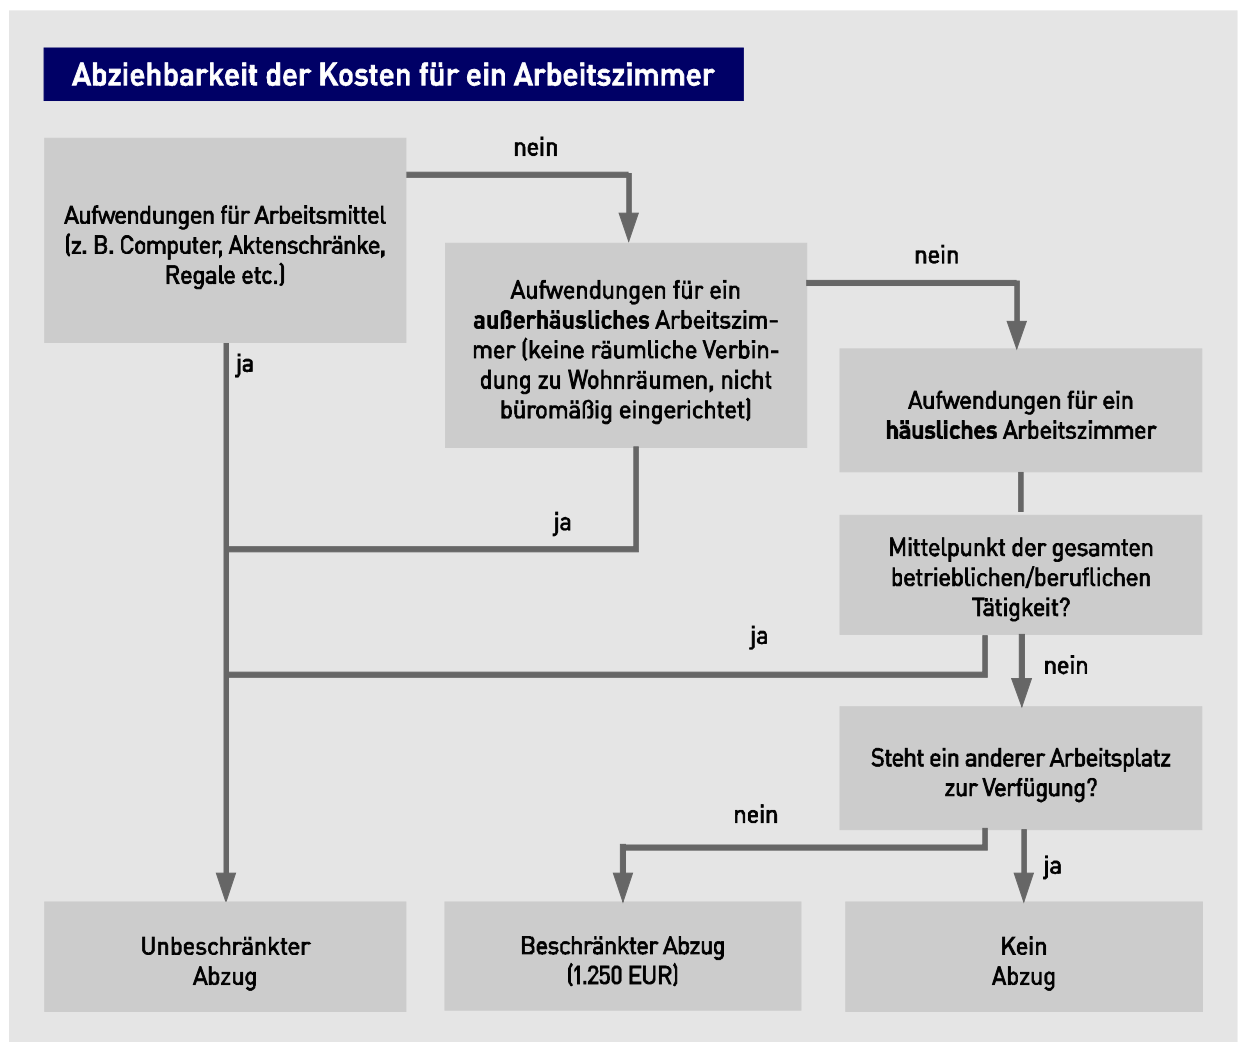 Abziehbarkeit der Kosten für ein Arbeitszimmer
nein
Aufwendungen für Arbeitsmittel
(z. B. Computer, Aktenschränke,
Regale etc.)
nein
Aufwendungen für ein
außerhäusliches Arbeitszim-
mer (keine räumliche Verbin-
dung zu Wohnräumen, nicht
büromäßig eingerichtet)
ja
Aufwendungen für ein
häusliches Arbeitszimmer
ja
Mittelpunkt der gesamten
betrieblichen/beruflichen
Tätigkeit?
ja
nein
Steht ein anderer Arbeitsplatz
zur Verfügung?
nein
ja
Unbeschränkter
Abzug
Beschränkter Abzug
(1.250 EUR)
Kein
Abzug